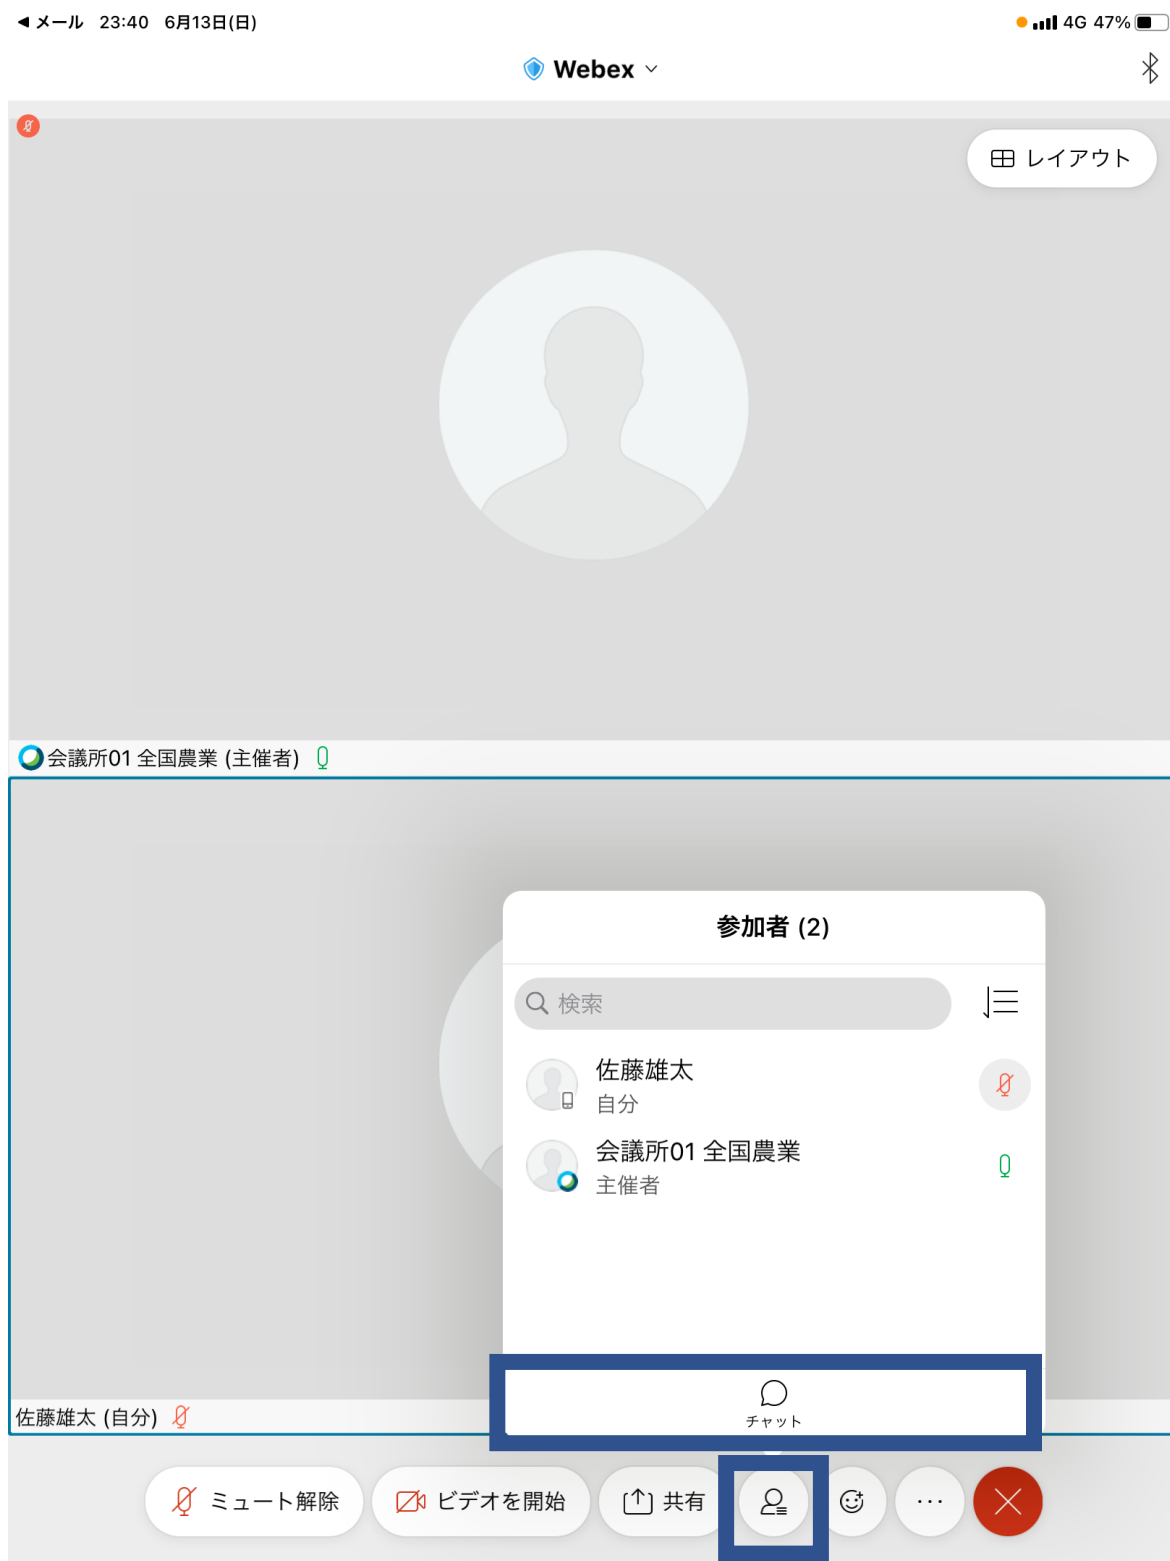 ◀メール 23:40 6月13日(日)
4G 47%
Webex
レイアウト
会議所01 全国農業 (主催者)
参加者 (2)
検索
佐藤雄太
自分
会議所01 全国農業
主催者
チャット
佐藤雄太 (自分)
ミュート解除 ビデオを開始 共有